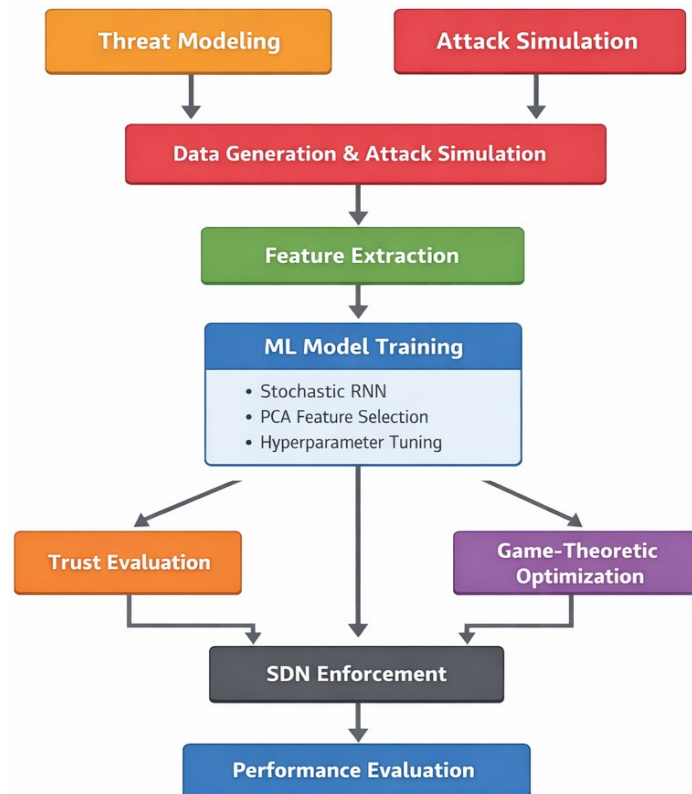 Threat Modeling
Attack Simulation
Data Generation & Attack Simulation
Feature Extraction
ML Model Training
• Stochastic RNN
• PCA Feature Selection
• Hyperparameter Tuning
Trust Evaluation
Game-Theoretic
Optimization
SDN Enforcement
Performance Evaluation